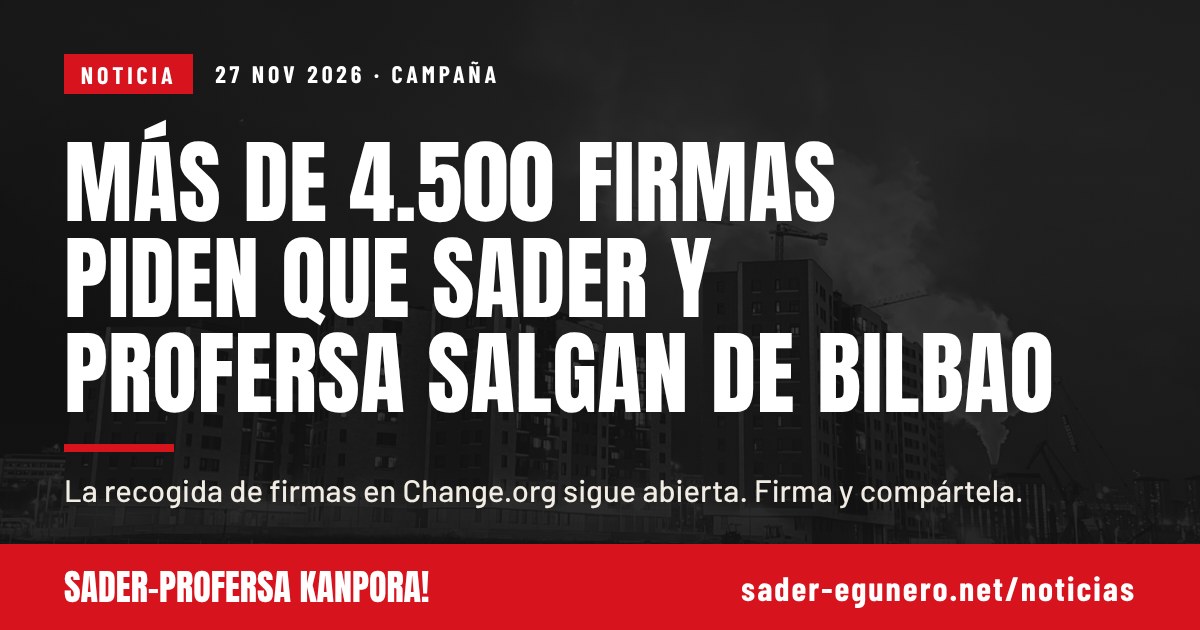 NOTICIA 27 NOV 2026 · CAMPAÑA
MÁS DE 4.500 FIRMAS
PIDEN QUE SADER Y
PROFERSA SALGAN DE BILBAO
La recogida de firmas en Change.org sigue abierta. Firma y compártela.
SADER-PROFERSA KANPORA!
sader-egunero.net/noticias